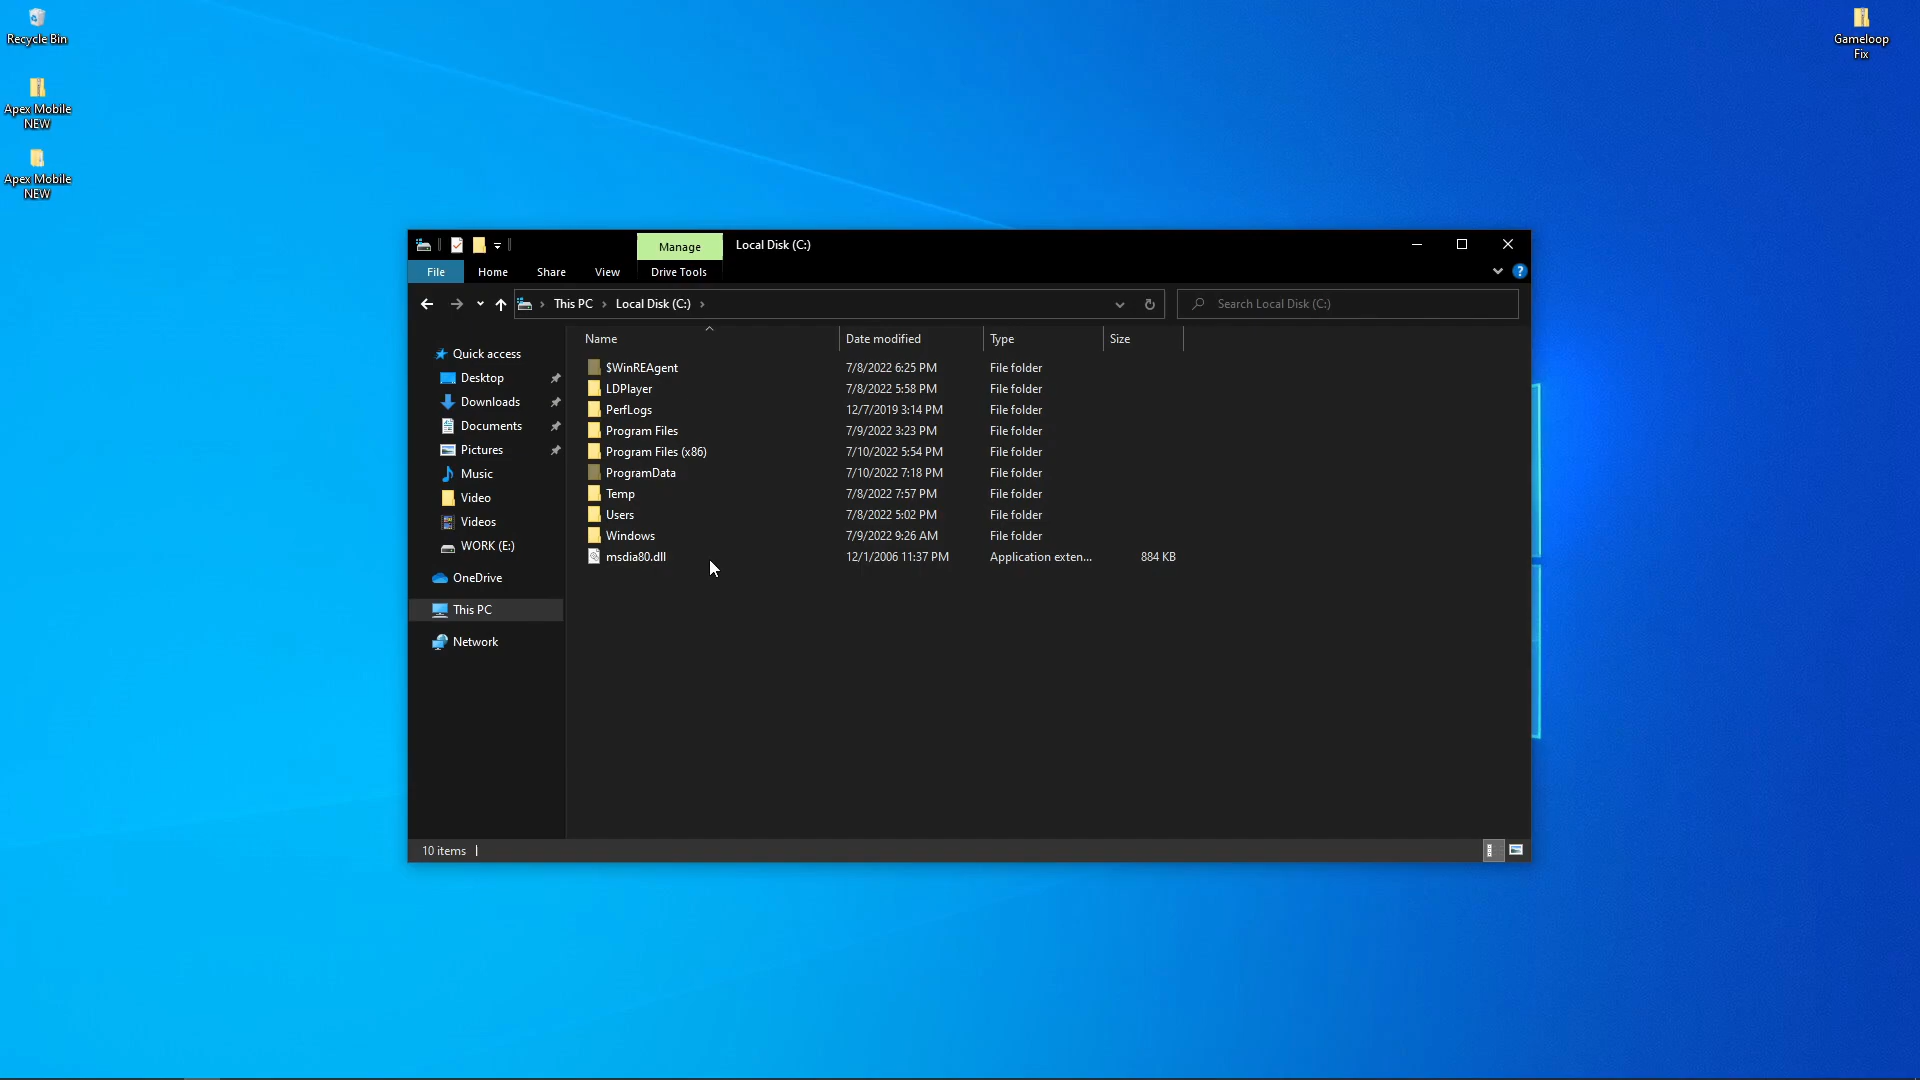 Recycle Bin
Apex Mobile
NEW
Apex Mobile
NEW
Gameloop
Fix
Manage
Local Disk (C:)
File
Home
Share
View
Drive Tools
This PC
Local Disk (C:)
Search Local Disk (C:)
Quick access
Desktop
Downloads
Documents
Pictures
Music
Video
Videos
WORK (E:)
OneDrive
This PC
Network
Name Date modified Type Size
$WinREAgent 7/8/2022 6:25 PM File folder
LDPlayer 7/8/2022 5:58 PM File folder
PerfLogs 12/7/2019 3:14 PM File folder
Program Files 7/9/2022 3:23 PM File folder
Program Files (x86) 7/10/2022 5:54 PM File folder
ProgramData 7/10/2022 7:18 PM File folder
Temp 7/8/2022 7:57 PM File folder
Users 7/8/2022 5:02 PM File folder
Windows 7/9/2022 9:26 AM File folder
msdia80.dll 12/1/2006 11:37 PM Application exten... 884 KB
10 items